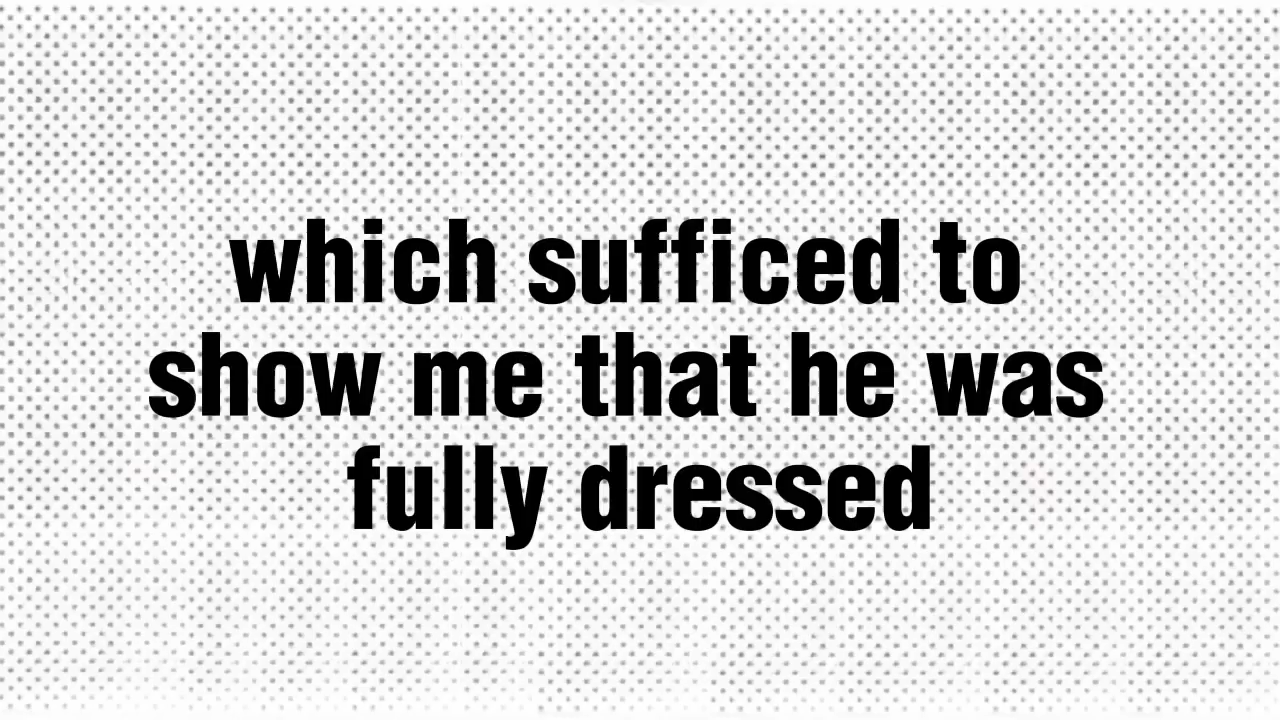 which sufficed to
show me that he was
fully dressed